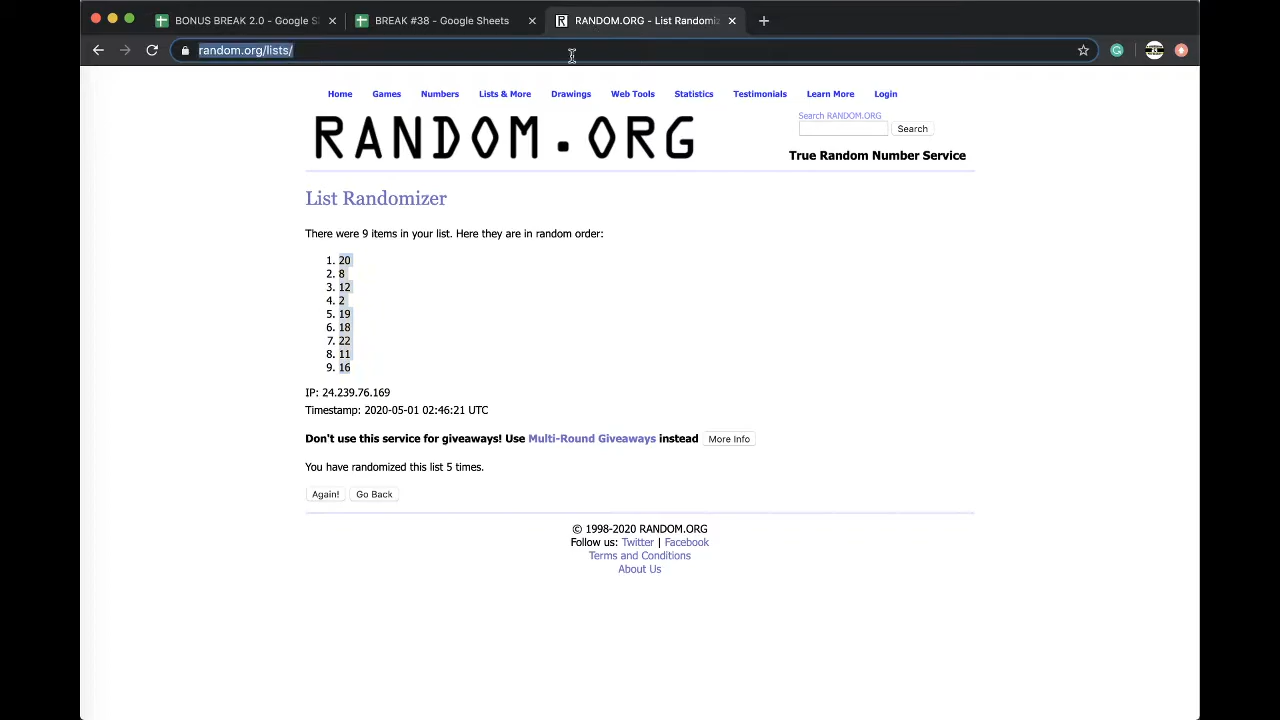 BONUS BREAK 2.0 - Google S
BREAK #38 - Google Sheets
RANDOM.ORG - List Randomiz
random.org/lists/
Home Games Numbers Lists & More Drawings Web Tools Statistics Testimonials Learn More Login
RANDOM.ORG
Search RANDOM.ORG
Search
True Random Number Service
List Randomizer
There were 9 items in your list. Here they are in random order:
1. 20
2. 8
3. 12
4. 2
5. 19
6. 18
7. 22
8. 11
9. 16
IP: 24.239.76.169
Timestamp: 2020-05-01 02:46:21 UTC
Don't use this service for giveaways! Use Multi-Round Giveaways instead More Info
You have randomized this list 5 times.
Again! Go Back
© 1998-2020 RANDOM.ORG
Follow us: Twitter | Facebook
Terms and Conditions
About Us